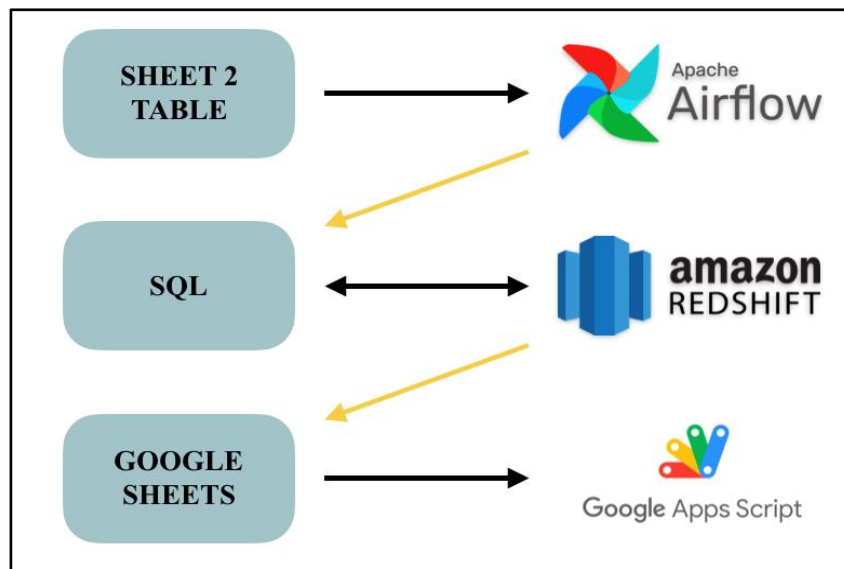 SHEET 2
TABLE
Apache
Airflow
SQL
amazon
REDSHIFT
GOOGLE
SHEETS
Google Apps Script